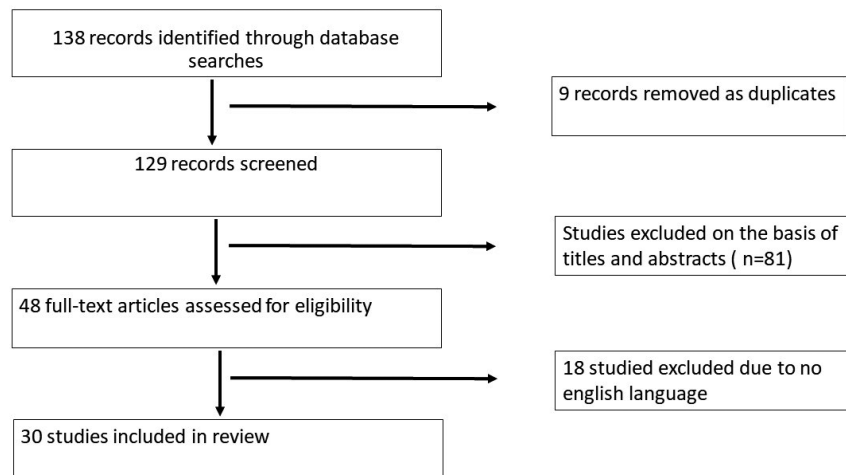 138 records identified through database
searches
9 records removed as duplicates
129 records screened
Studies excluded on the basis of
titles and abstracts ( n=81)
48 full-text articles assessed for eligibility
18 studied excluded due to no
english language
30 studies included in review